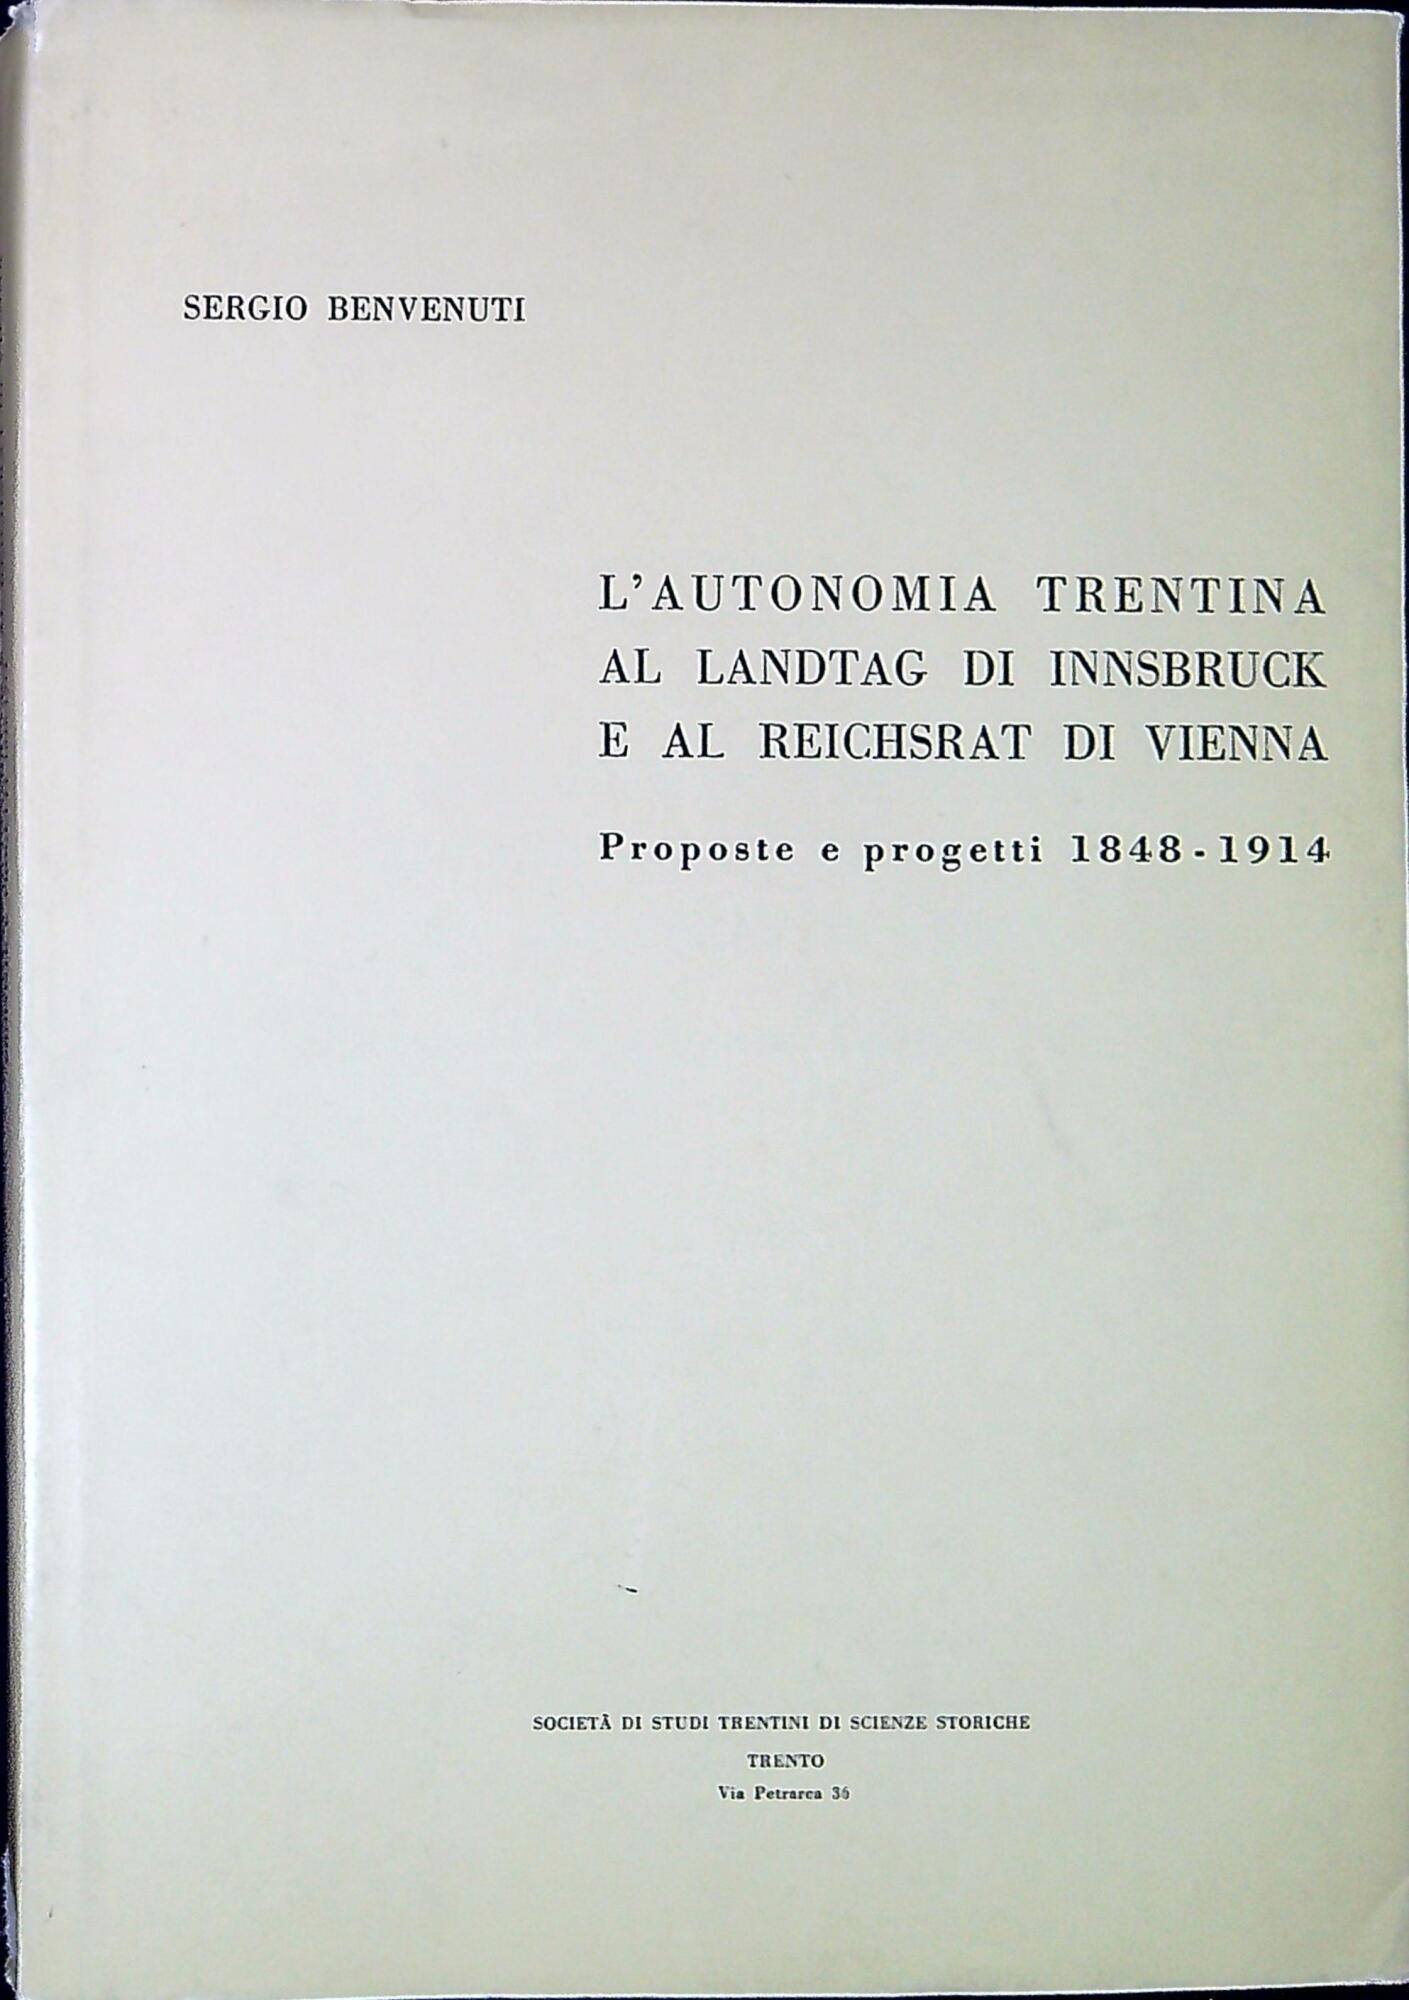 SERGIO BENVENUTI
L'AUTONOMIA TRENTINA
AL LANDTAG DI INNSBRUCK
E AL REICHSRAT DI VIENNA
Proposte e progetti 1848-1914
SOCIETÀ DI STUDI TRENTINI DI SCIENZE STORICHE
TRENTO
Via Petrarca 36